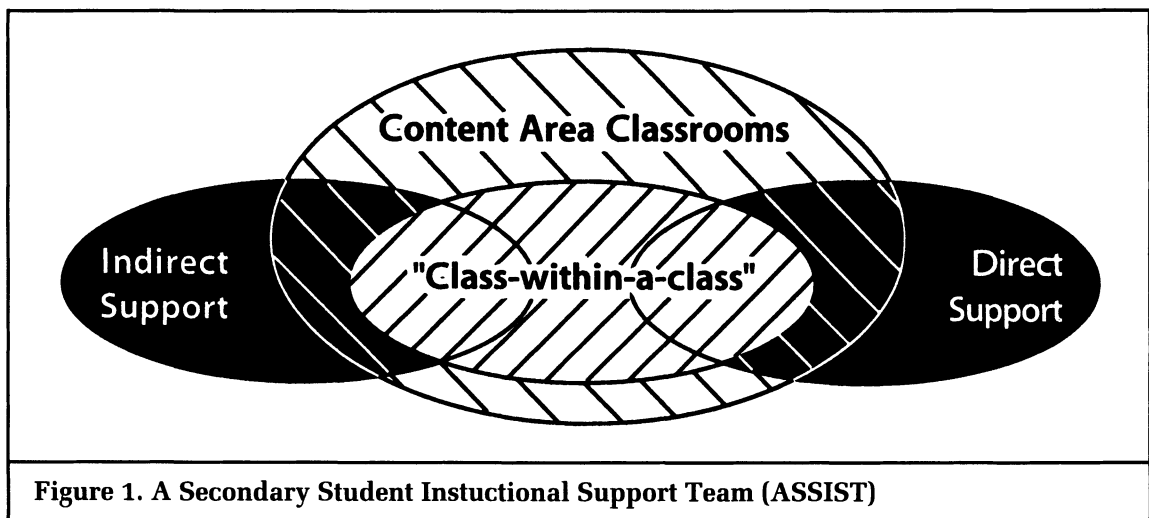 Content Area Classrooms
Indirect
Support
"Class-within-a-class"
Direct
Support
Figure 1. A Secondary Student Instuctional Support Team (ASSIST)